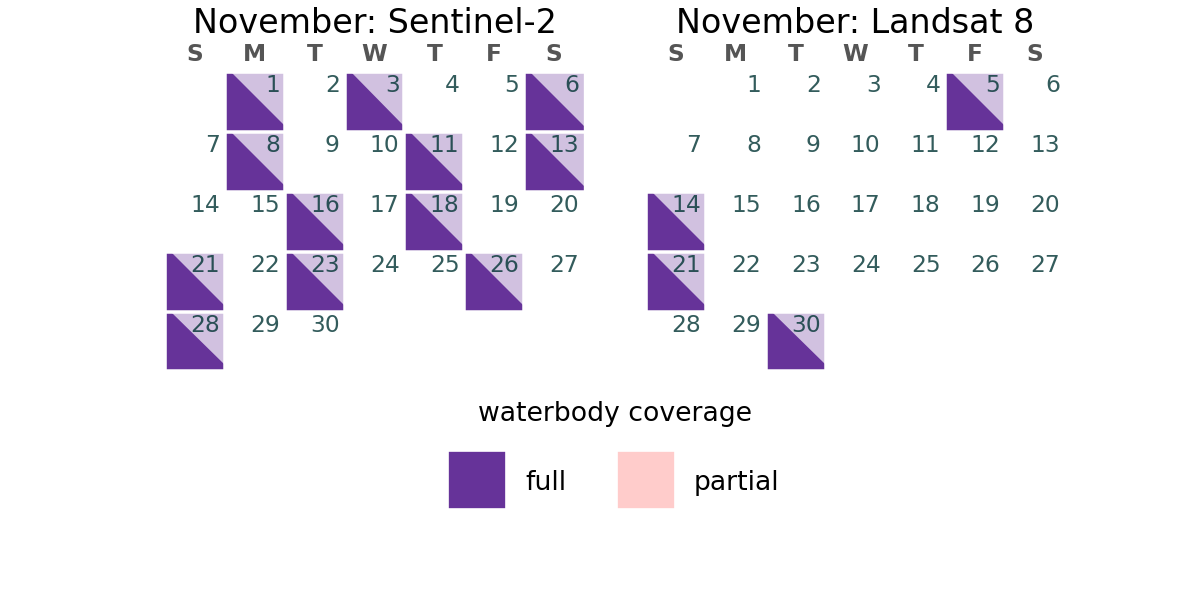 November: Sentinel-2
S M T W T F S
1 2 3 4 5 6
7 8 9 10 11 12 13
14 15 16 17 18 19 20
21 22 23 24 25 26 27
28 29 30
November: Landsat 8
S M T W T F S
1 2 3 4 5 6
7 8 9 10 11 12 13
14 15 16 17 18 19 20
21 22 23 24 25 26 27
28 29 30
waterbody coverage
full partial